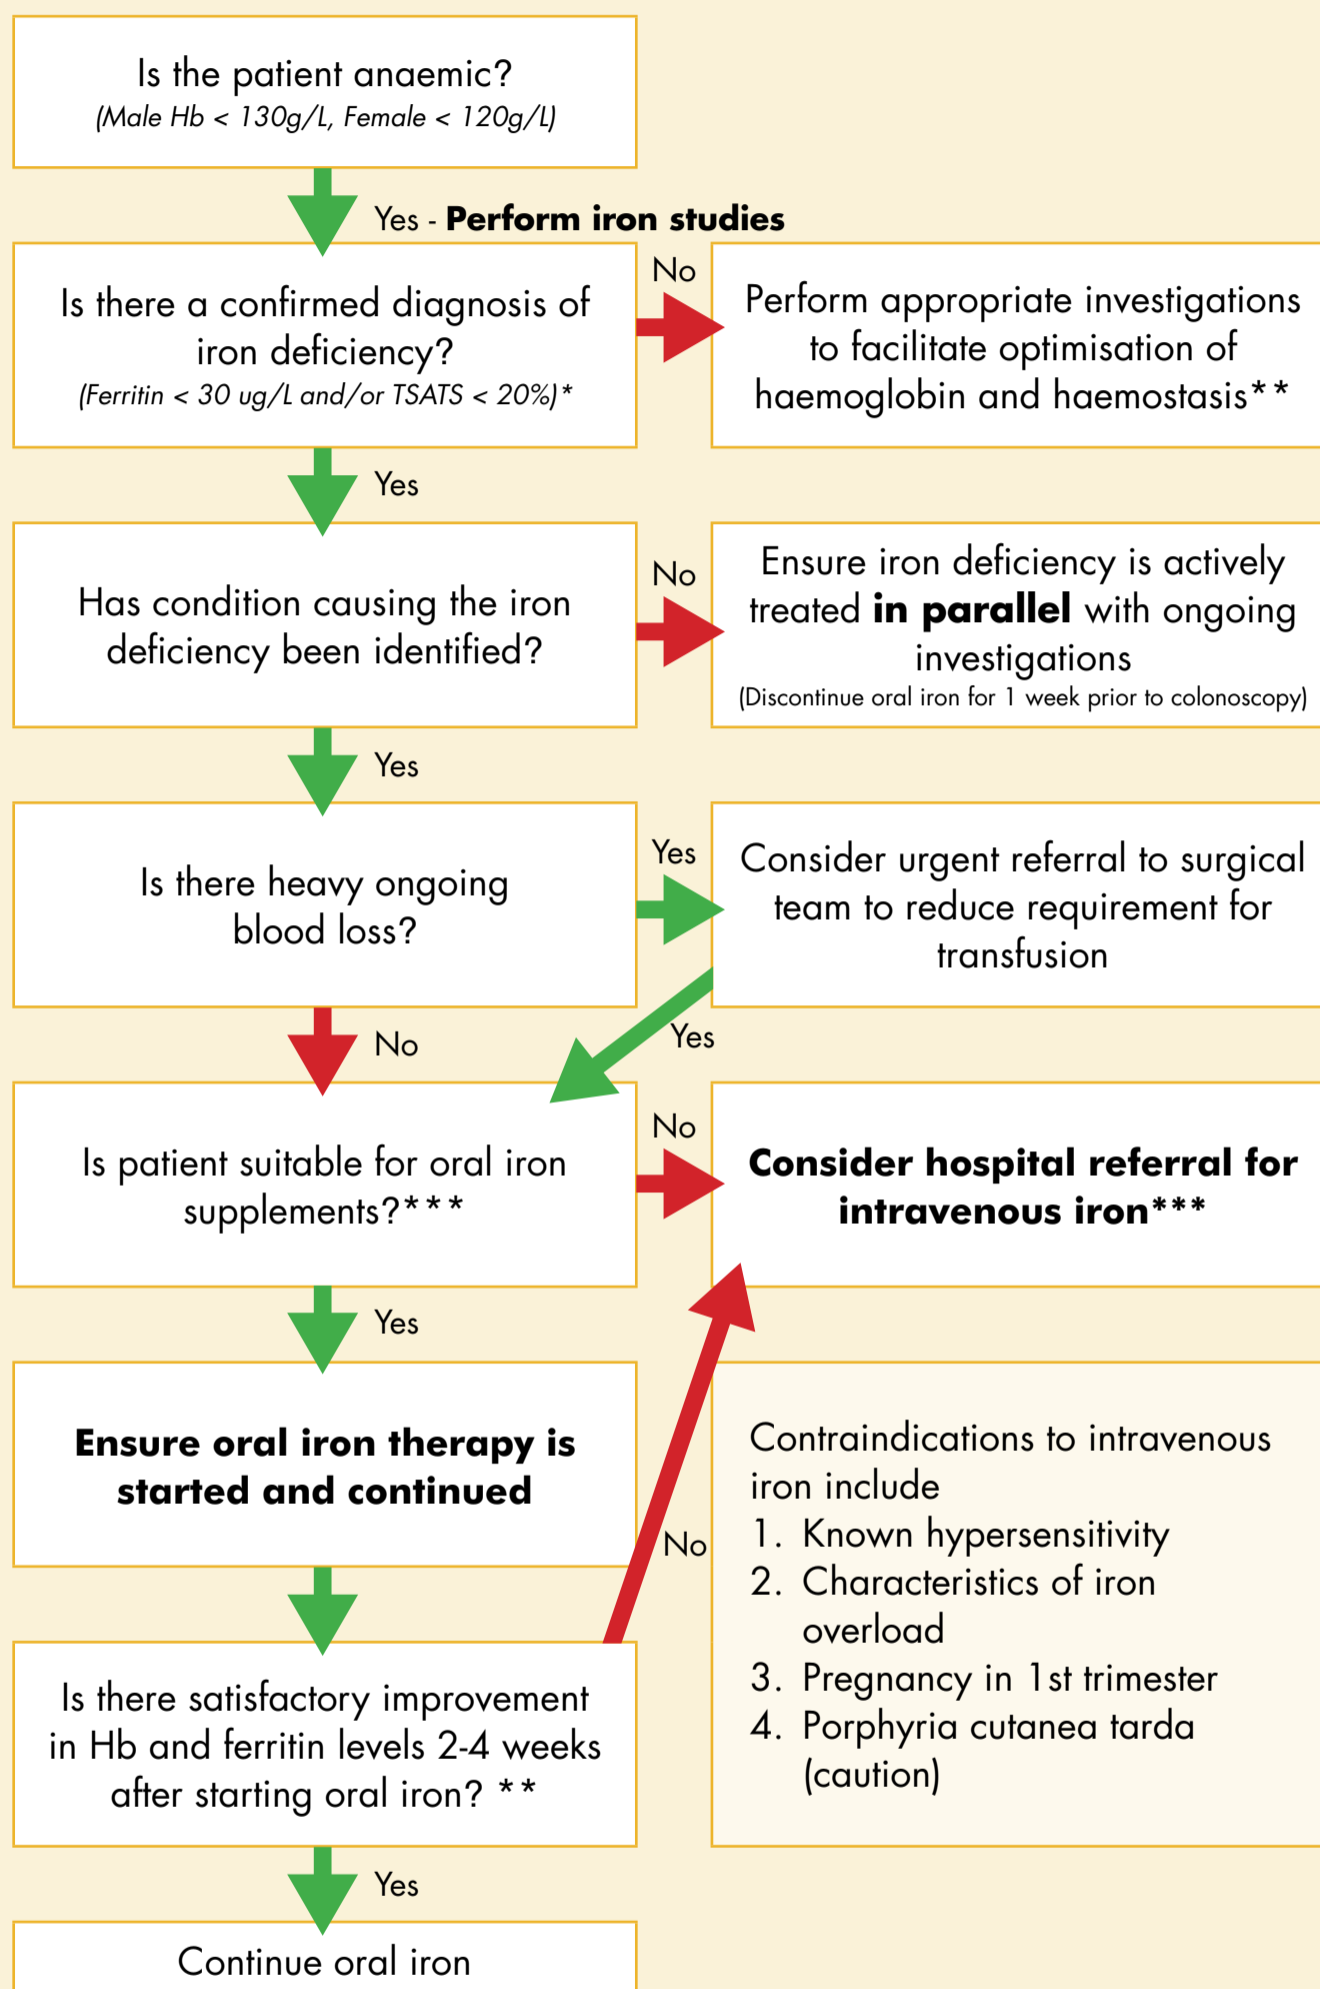 Is the patient anaemic?
(Male Hb < 130g/L, Female < 120g/L)
Yes - Perform iron studies
Is there a confirmed diagnosis of
iron deficiency?
(Ferritin < 30 ug/L and/or TSATS < 20%)*
No
Perform appropriate investigations
to facilitate optimisation of
haemoglobin and haemostasis**
Yes
Has condition causing the iron
deficiency been identified?
No
Ensure iron deficiency is actively
treated in parallel with ongoing
investigations
(Discontinue oral iron for 1 week prior to colonoscopy)
Yes
Is there heavy ongoing
blood loss?
Yes
Consider urgent referral to surgical
team to reduce requirement for
transfusion
No
Yes
Is patient suitable for oral iron
supplements?***
No
Consider hospital referral for
intravenous iron***
Yes
Ensure oral iron therapy is
started and continued
No
Contraindications to intravenous
iron include
1. Known hypersensitivity
2. Characteristics of iron
overload
3. Pregnancy in 1st trimester
4. Porphyria cutanea tarda
(caution)
Is there satisfactory improvement
in Hb and ferritin levels 2-4 weeks
after starting oral iron? **
Yes
Continue oral iron